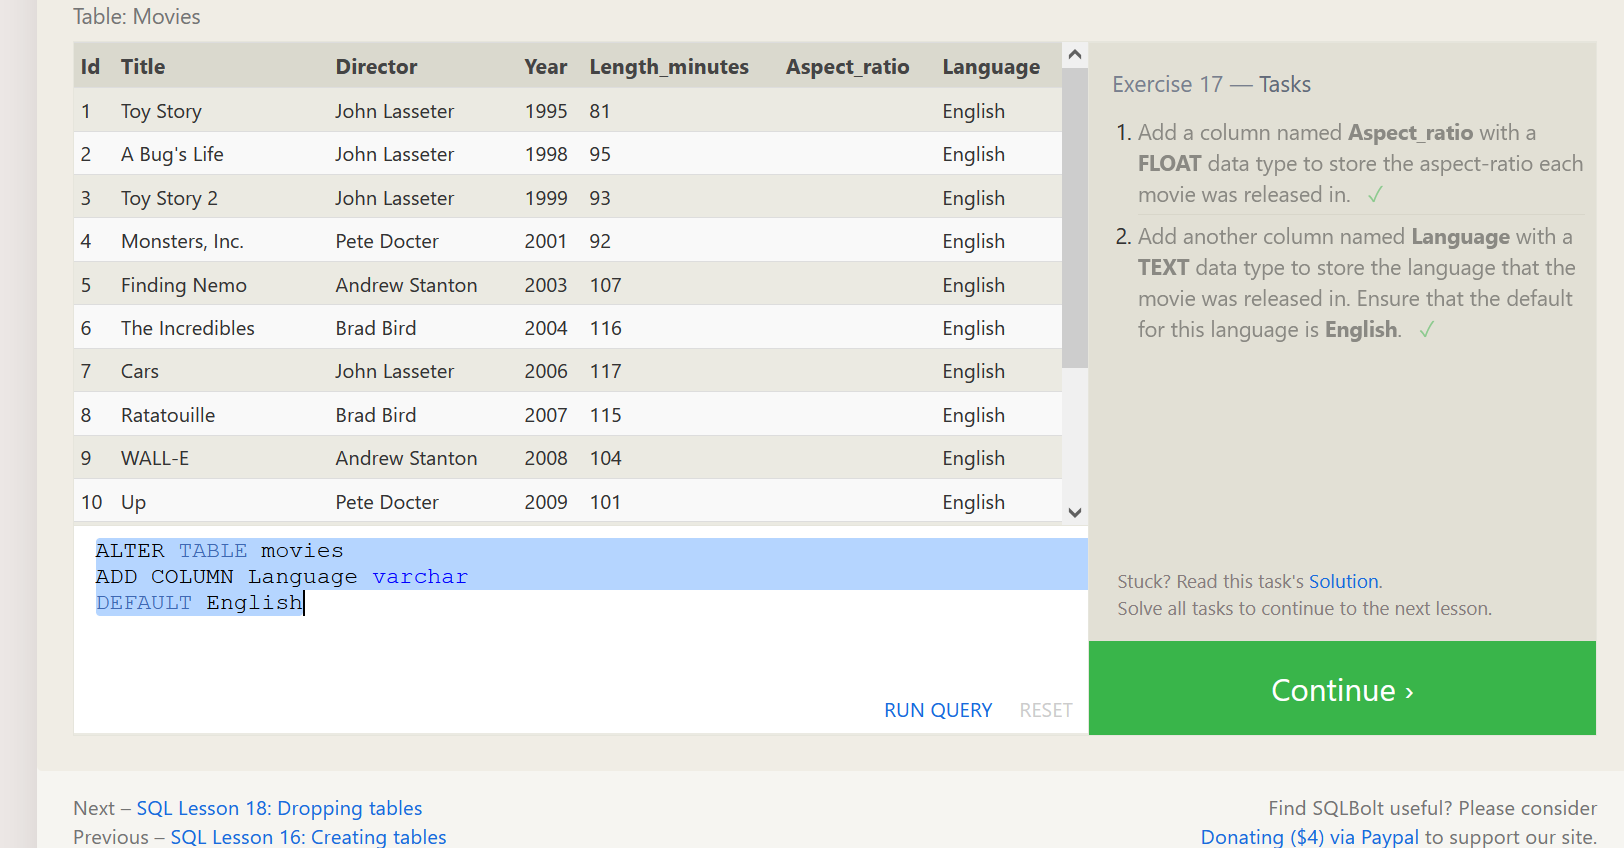 Table: Movies
Id Title Director Year Length_minutes Aspect_ratio Language
1 Toy Story John Lasseter 1995 81 English
2 A Bug's Life John Lasseter 1998 95 English
3 Toy Story 2 John Lasseter 1999 93 English
4 Monsters, Inc. Pete Docter 2001 92 English
5 Finding Nemo Andrew Stanton 2003 107 English
6 The Incredibles Brad Bird 2004 116 English
7 Cars John Lasseter 2006 117 English
8 Ratatouille Brad Bird 2007 115 English
9 WALL-E Andrew Stanton 2008 104 English
10 Up Pete Docter 2009 101 English
ALTER TABLE movies
ADD COLUMN Language varchar
DEFAULT English
RUN QUERY RESET
Exercise 17 — Tasks
1. Add a column named Aspect_ratio with a
FLOAT data type to store the aspect-ratio each
movie was released in. ✓
2. Add another column named Language with a
TEXT data type to store the language that the
movie was released in. Ensure that the default
for this language is English. ✓
Stuck? Read this task's Solution.
Solve all tasks to continue to the next lesson.
Continue ›
Next – SQL Lesson 18: Dropping tables
Previous – SQL Lesson 16: Creating tables
Find SQLBolt useful? Please consider
Donating ($4) via Paypal to support our site.